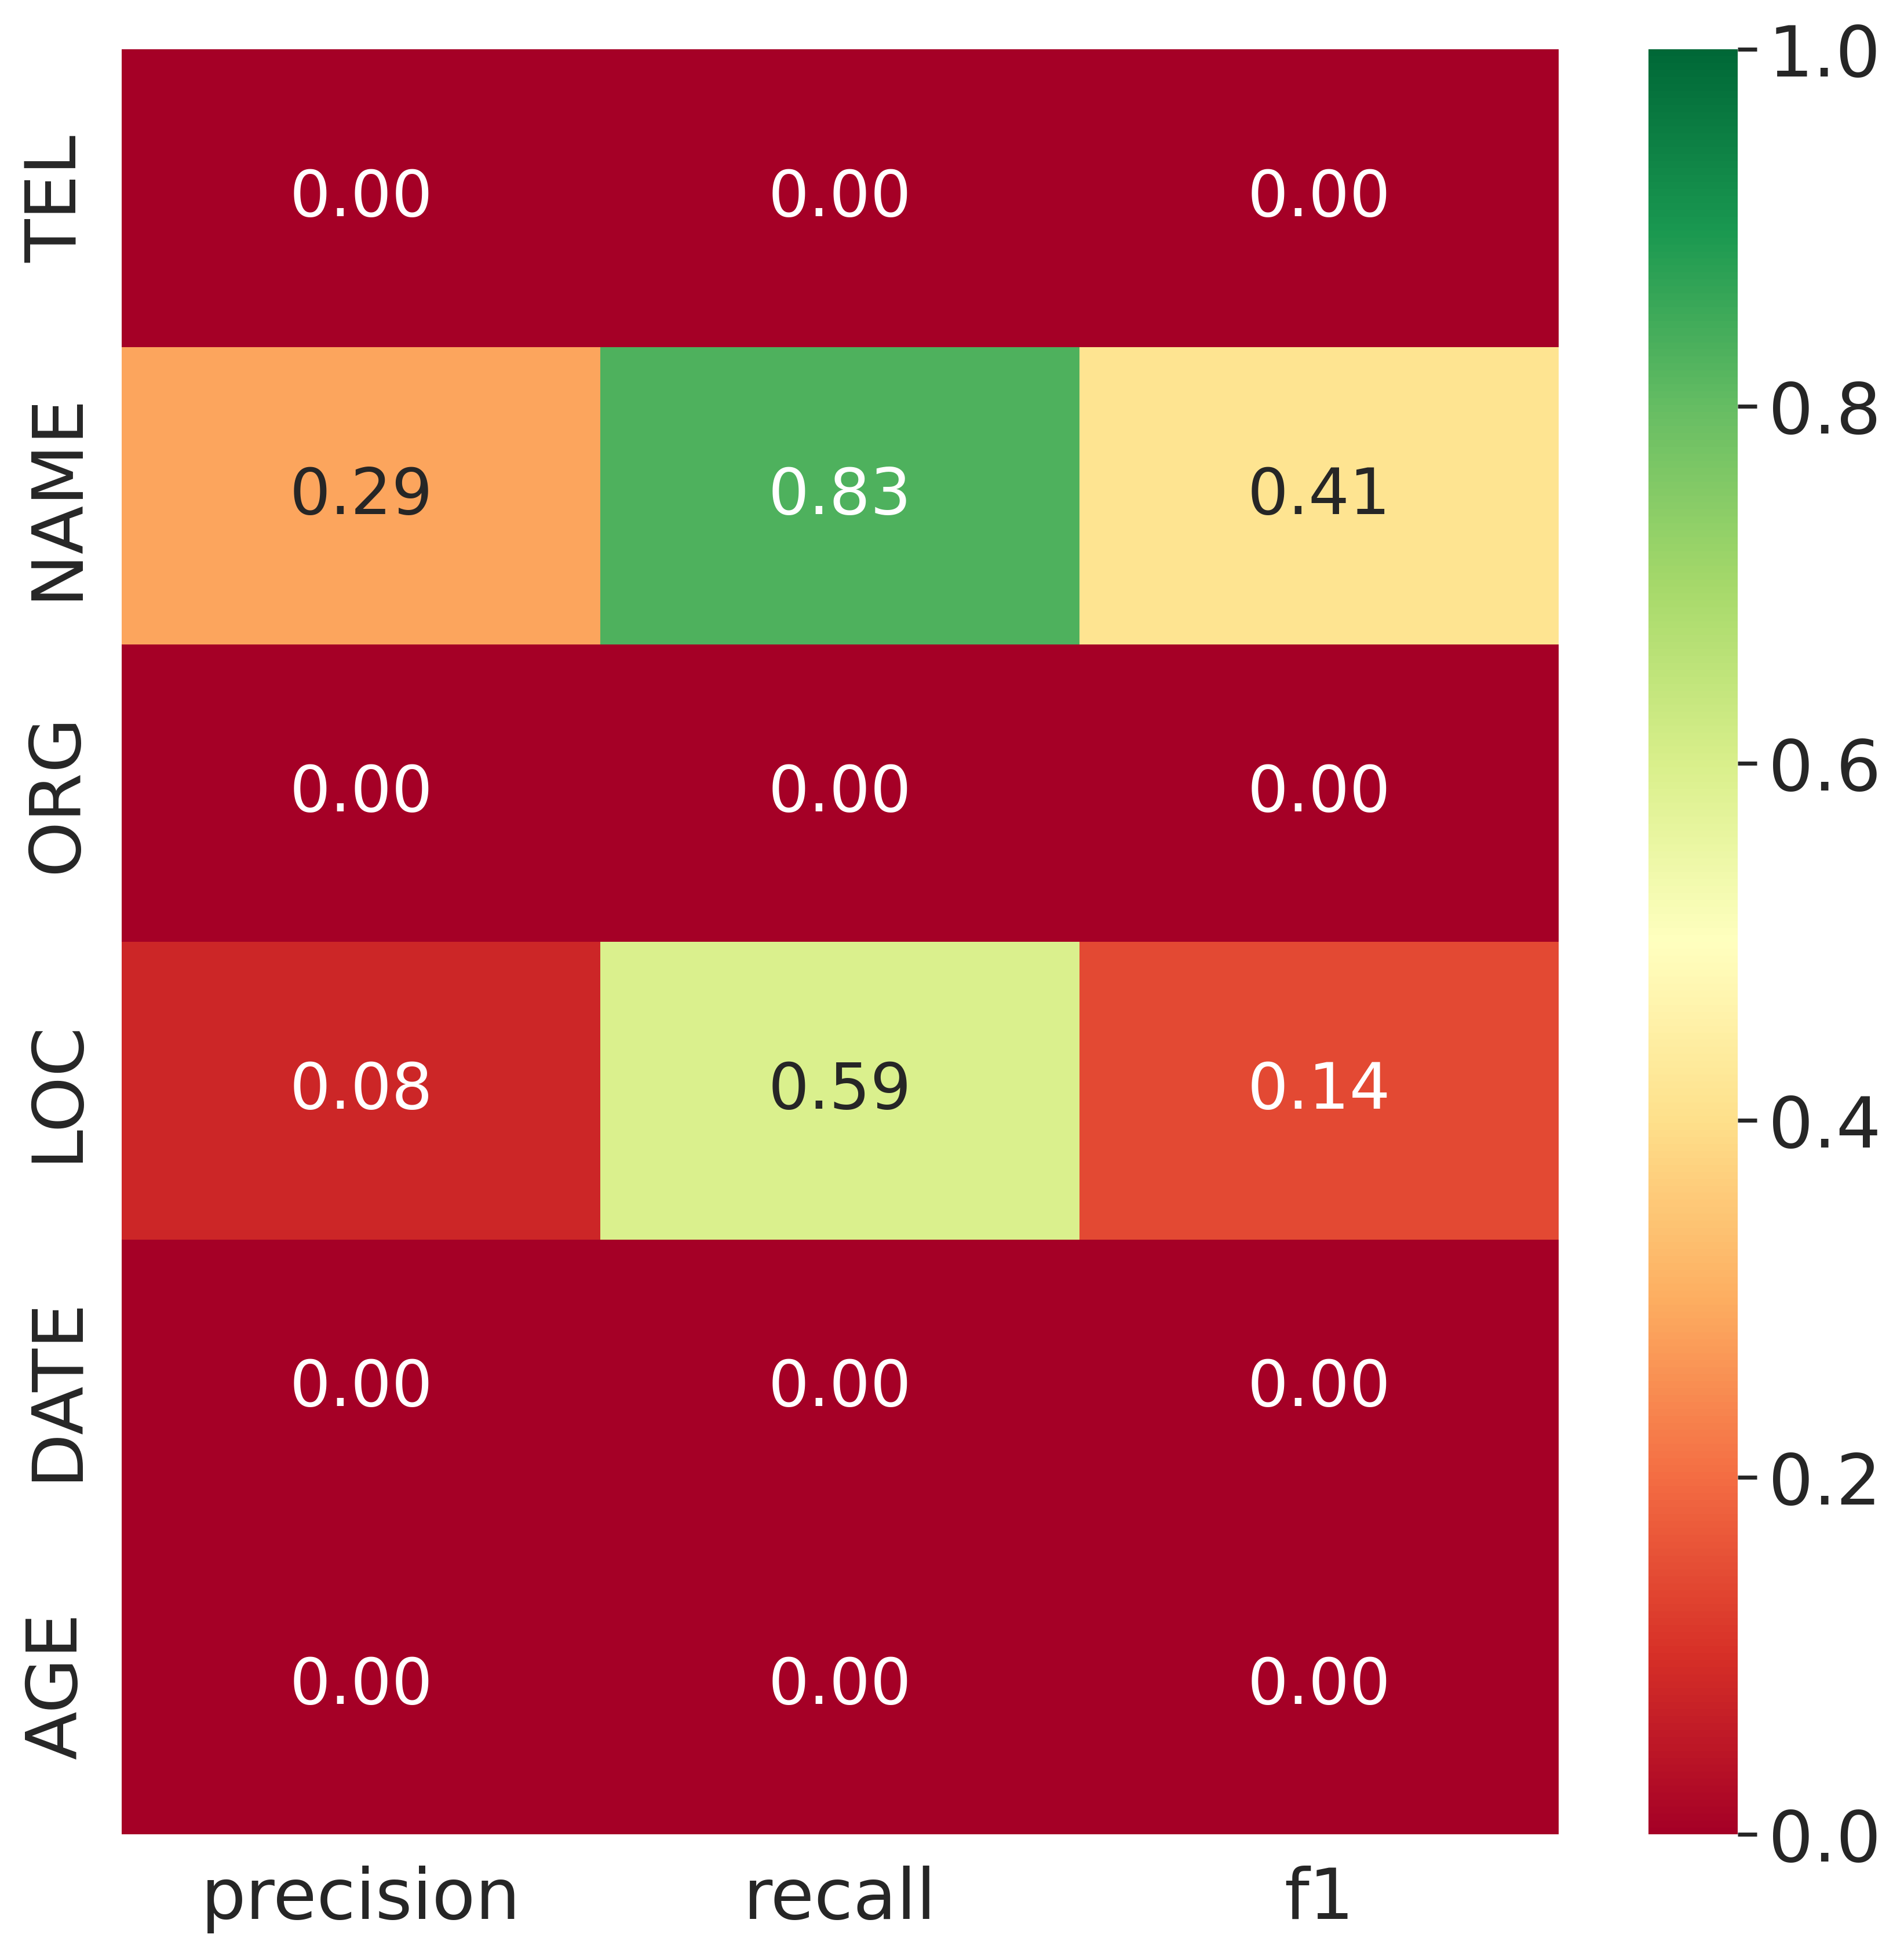 TEL 0.00 0.00 0.00
NAME 0.29 0.83 0.41
ORG 0.00 0.00 0.00
LOC 0.08 0.59 0.14
DATE 0.00 0.00 0.00
AGE 0.00 0.00 0.00
precision recall f1
1.0
0.8
0.6
0.4
0.2
0.0